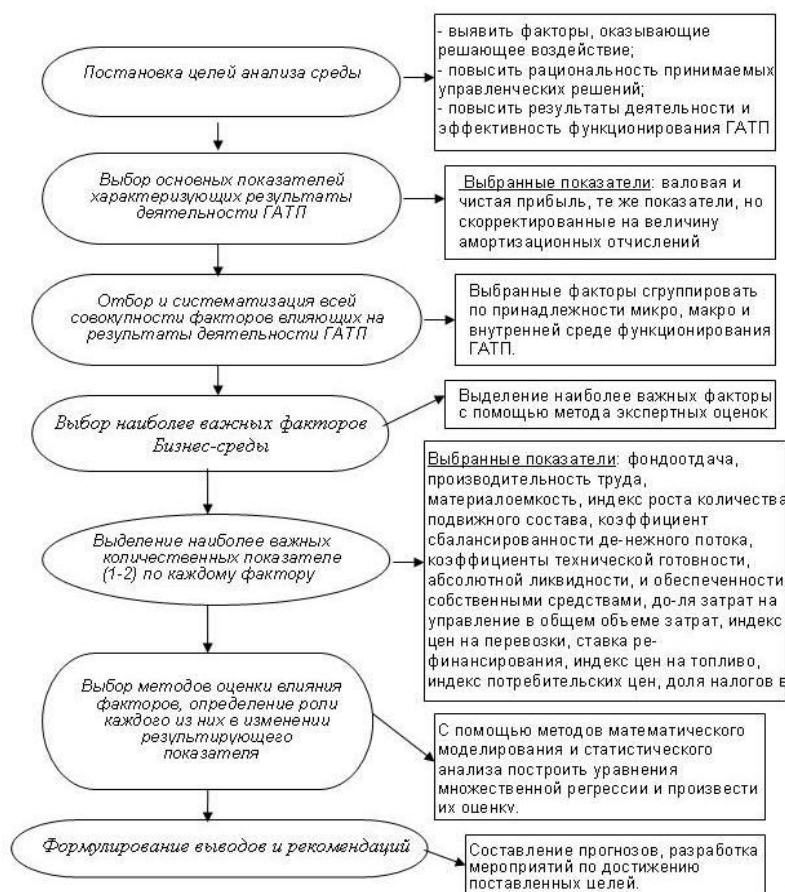 Постановка целей анализа среды
- выявить факторы, оказывающие
решающее воздействие;
- повысить рациональность принимаемых
управленческих решений;
- повысить результаты деятельности и
эффективность функционирования ГАТП
Выбор основных показателей
характеризующих результаты
деятельности ГАТП
Выбранные показатели: валовая и
чистая прибыль, те же показатели, но
скорректированные на величину
амортизационных отчислений
Отбор и систематизация всей
совокупности факторов влияющих на
результаты деятельности ГАТП
Выбранные факторы сгруппировать
по принадлежности микро, макро и
внутренней среде функционирования
ГАТП.
Выбор наиболее важных факторов
Бизнес-среды
Выделение наиболее важных факторы
с помощью метода экспертных оценок
Выделение наиболее важных
количественных показателе
(1-2) по каждому фактору
Выбранные показатели: фондоотдача,
производительность труда,
материалоемкость, индекс роста количества
подвижного состава, коэффициент
сбалансированности де-нежного потока,
коэффициенты технической готовности,
абсолютной ликвидности, и обеспеченности
собственными средствами, до-ля затрат на
управление в общем объеме затрат, индекс
цен на перевозки, ставка ре-
финансирования, индекс цен на топливо,
индекс потребительских цен, доля налогов в
Выбор методов оценки влияния
факторов, определение роли
каждого из них в изменении
результирующего
показателя
С помощью методов математического
моделирования и статистического
анализа построить уравнения
множественной регрессии и произвести
их оценку.
Формулирование выводов и рекомендаций
Составление прогнозов, разработка
мероприятий по достижению
поставленных целей.